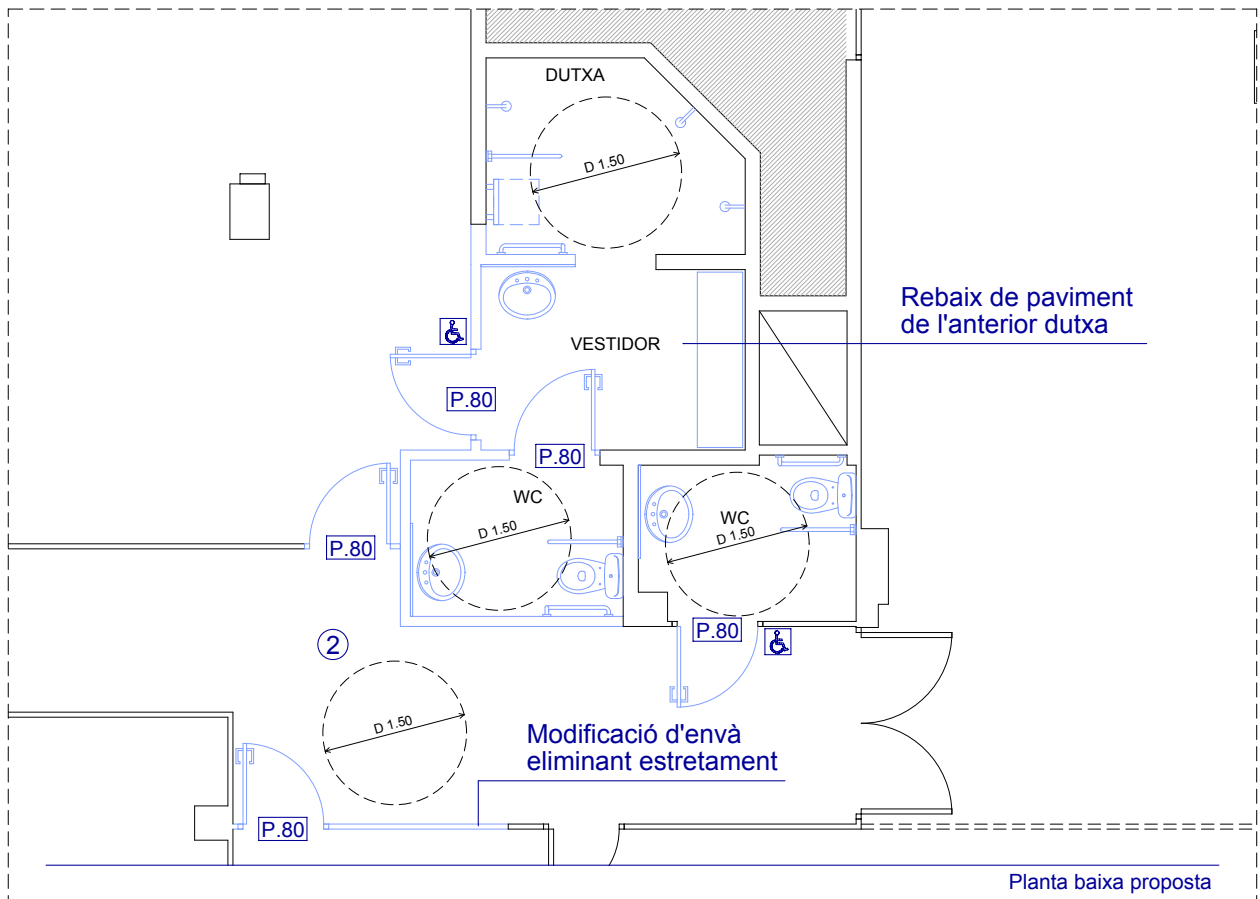 DUTXA
D 1.50
Rebaix de paviment
de l'anterior dutxa
VESTIDOR
P.80
P.80
WC
D 1.50
WC
D 1.50
P.80
P.80
2
D 1.50
Modificació d'envà
eliminant estretament
P.80
Planta baixa proposta